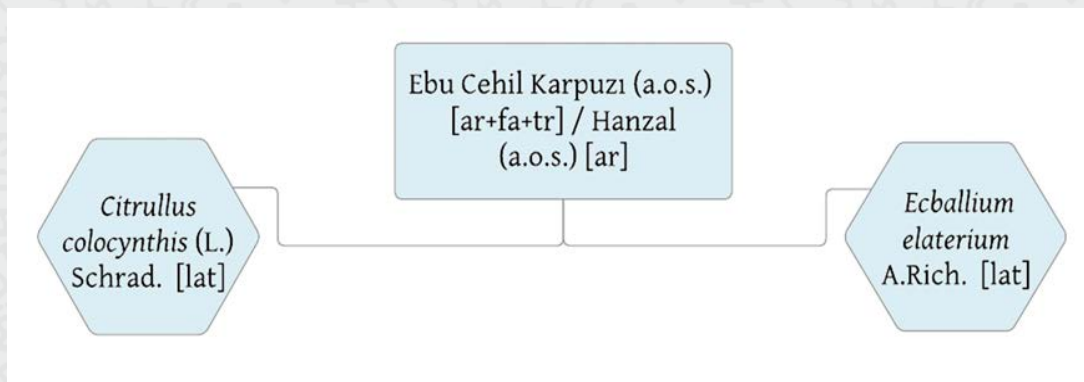 Ebu Cehil Karpuzı (a.o.s.)
[ar+fa+tr] / Hanzal
(a.o.s.) [ar]
Citrullus
colocynthis (L.)
Schrad. [lat]
Ecballium
elaterium
A.Rich. [lat]